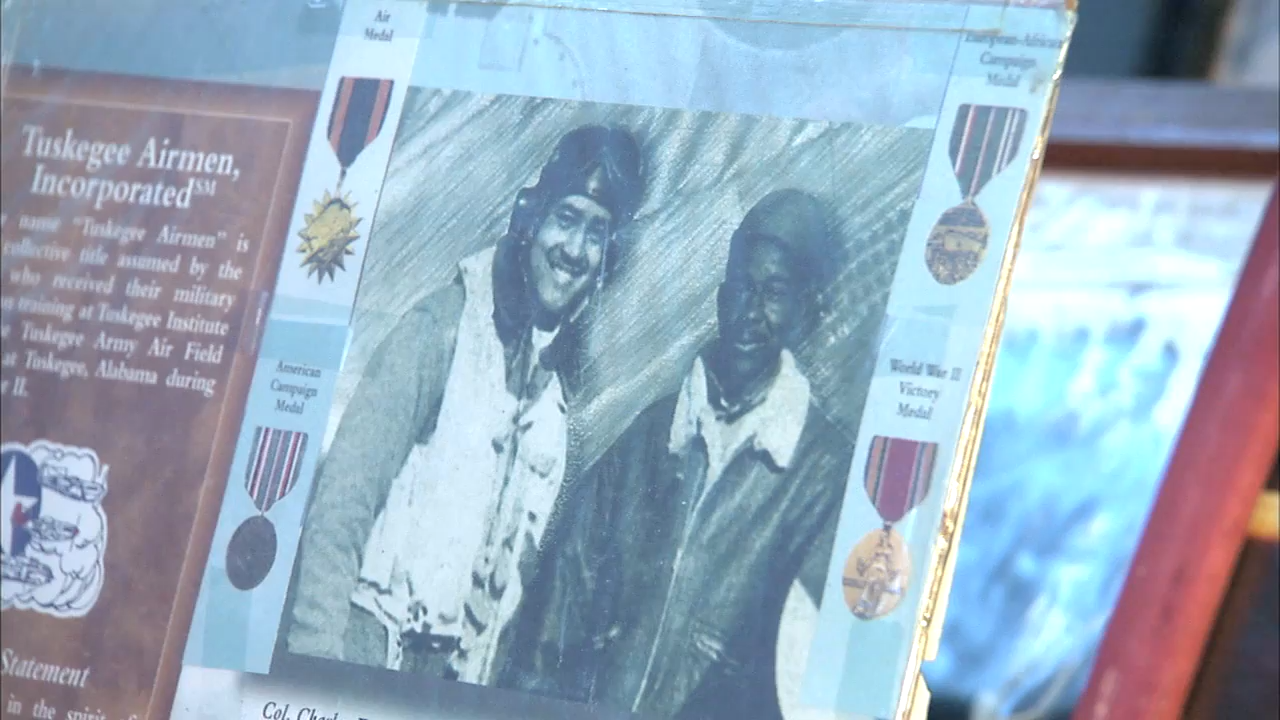 Air
Medal
European-African
Campaign
Medal
Tuskegee Airmen,
Incorporated℠
name "Tuskegee Airmen" is
collective title assumed by the
who received their military
training at Tuskegee Institute
Tuskegee Army Air Field
at Tuskegee, Alabama during
II.
American
Campaign
Medal
World War II
Victory
Medal
Statement
in the spirit
Col.